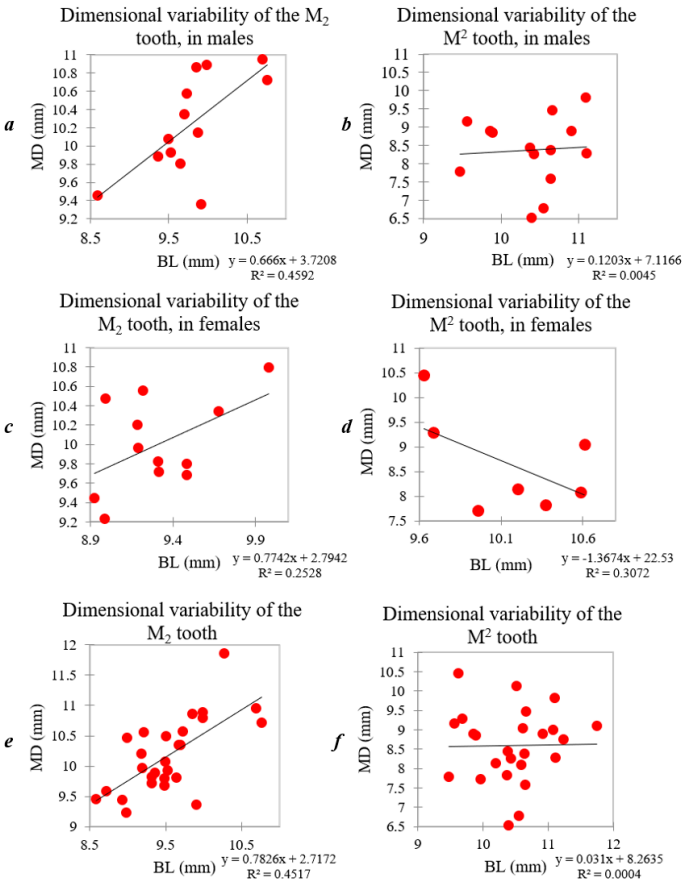 a
Dimensional variability of the M₂
tooth, in males
MD (mm)
11
10.8
10.6
10.4
10.2
10
9.8
9.6
9.4
9.2
8.5 9.5 10.5
BL (mm)
y = 0.666x + 3.7208
R² = 0.4592
b
Dimensional variability of the
M² tooth, in males
MD (mm)
11
10.5
10
9.5
9
8.5
8
7.5
7
6.5
9 10 11
BL (mm)
y = 0.1203x + 7.1166
R² = 0.0045
c
Dimensional variability of the
M₂ tooth, in females
MD (mm)
11
10.8
10.6
10.4
10.2
10
9.8
9.6
9.4
9.2
8.9 9.4 9.9
BL (mm)
y = 0.7742x + 2.7942
R² = 0.2528
d
Dimensional variability of the
M² tooth, in females
MD (mm)
11
10.5
10
9.5
9
8.5
8
7.5
9.6 10.1 10.6
BL (mm)
y = -1.3674x + 22.53
R² = 0.3072
e
Dimensional variability of the
M₂ tooth
MD (mm)
12
11.5
11
10.5
10
9.5
9
8.5 9.5 10.5
BL (mm)
y = 0.7826x + 2.7172
R² = 0.4517
f
Dimensional variability of the
M² tooth
MD (mm)
11
10.5
10
9.5
9
8.5
8
7.5
7
6.5
9 10 11 12
BL (mm)
y = 0.031x + 8.2635
R² = 0.0004